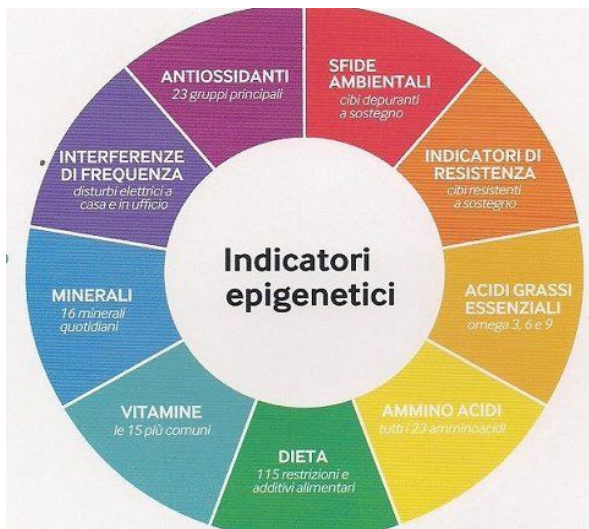 Indicatori
epigenetici
SFIDE
AMBIENTALI
cibi depuranti
a sostegno
INDICATORI DI
RESISTENZA
cibi resistenti
a sostegno
ACIDI GRASSI
ESSENZIALI
omega 3, 6 e 9
AMMINO ACIDI
tutti i 23 amminoacidi
DIETA
115 restrizioni e
additivi alimentari
VITAMINE
le 15 più comuni
MINERALI
16 minerali
quotidiani
INTERFERENZE
DI FREQUENZA
disturbi elettrici a
casa e in ufficio
ANTIOSSIDANTI
23 gruppi principali